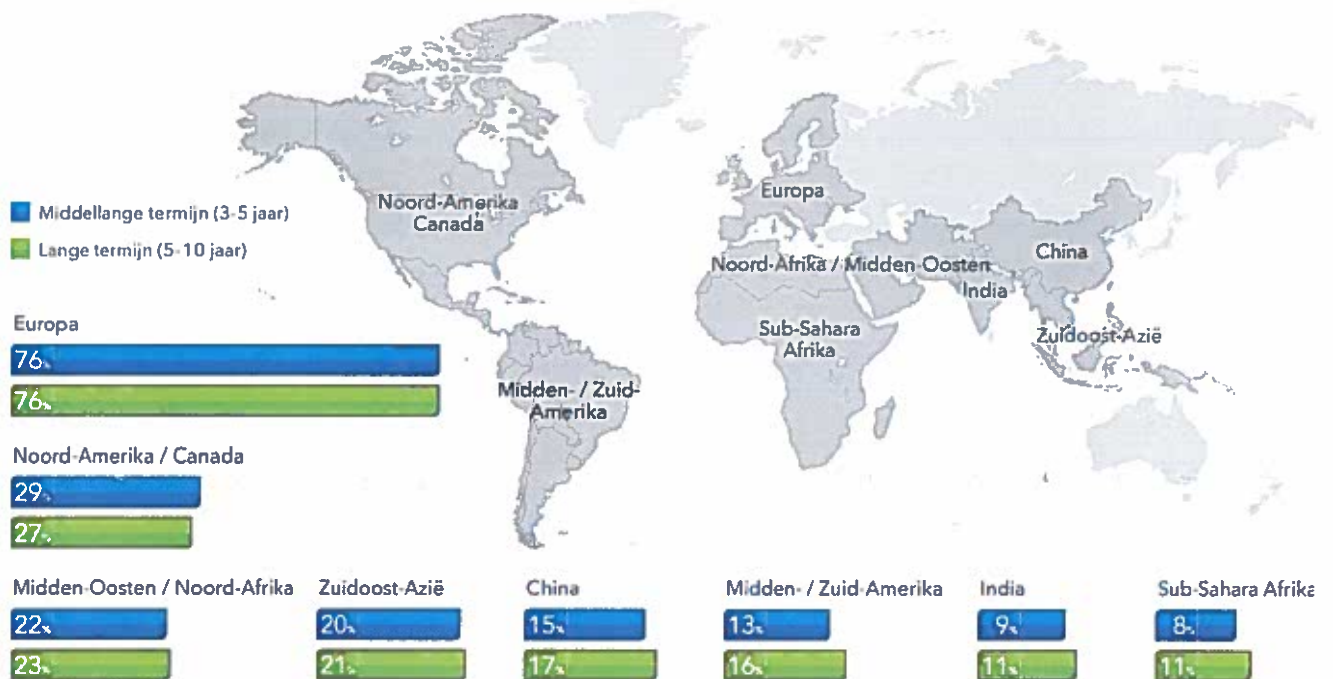 Noord-Amerika
Canada
Europa
Noord-Afrika / Midden-Oosten
China
India
Sub-Sahara
Afrika
Zuidoost-Azië
Midden- / Zuid-
Amerika
Middellange termijn (3-5 jaar)
Lange termijn (5-10 jaar)
Europa
76%
76%
Noord-Amerika / Canada
29%
27%
Midden-Oosten / Noord-Afrika
22%
23%
Zuidoost-Azië
20%
21%
China
15%
17%
Midden- / Zuid-Amerika
13%
16%
India
9%
11%
Sub-Sahara Afrika
8%
11%